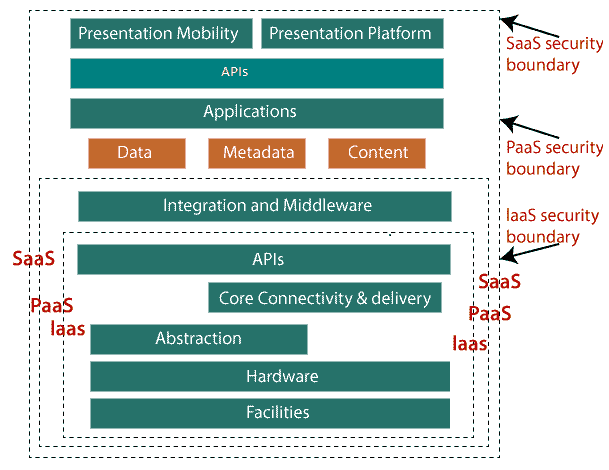 Presentation Mobility
Presentation Platform
SaaS security
boundary
APIs
Applications
Data
Metadata
Content
PaaS security
boundary
Integration and Middleware
IaaS security
boundary
SaaS
APIs
SaaS
PaaS
Core Connectivity & delivery
PaaS
Iaas
Abstraction
Iaas
Hardware
Facilities